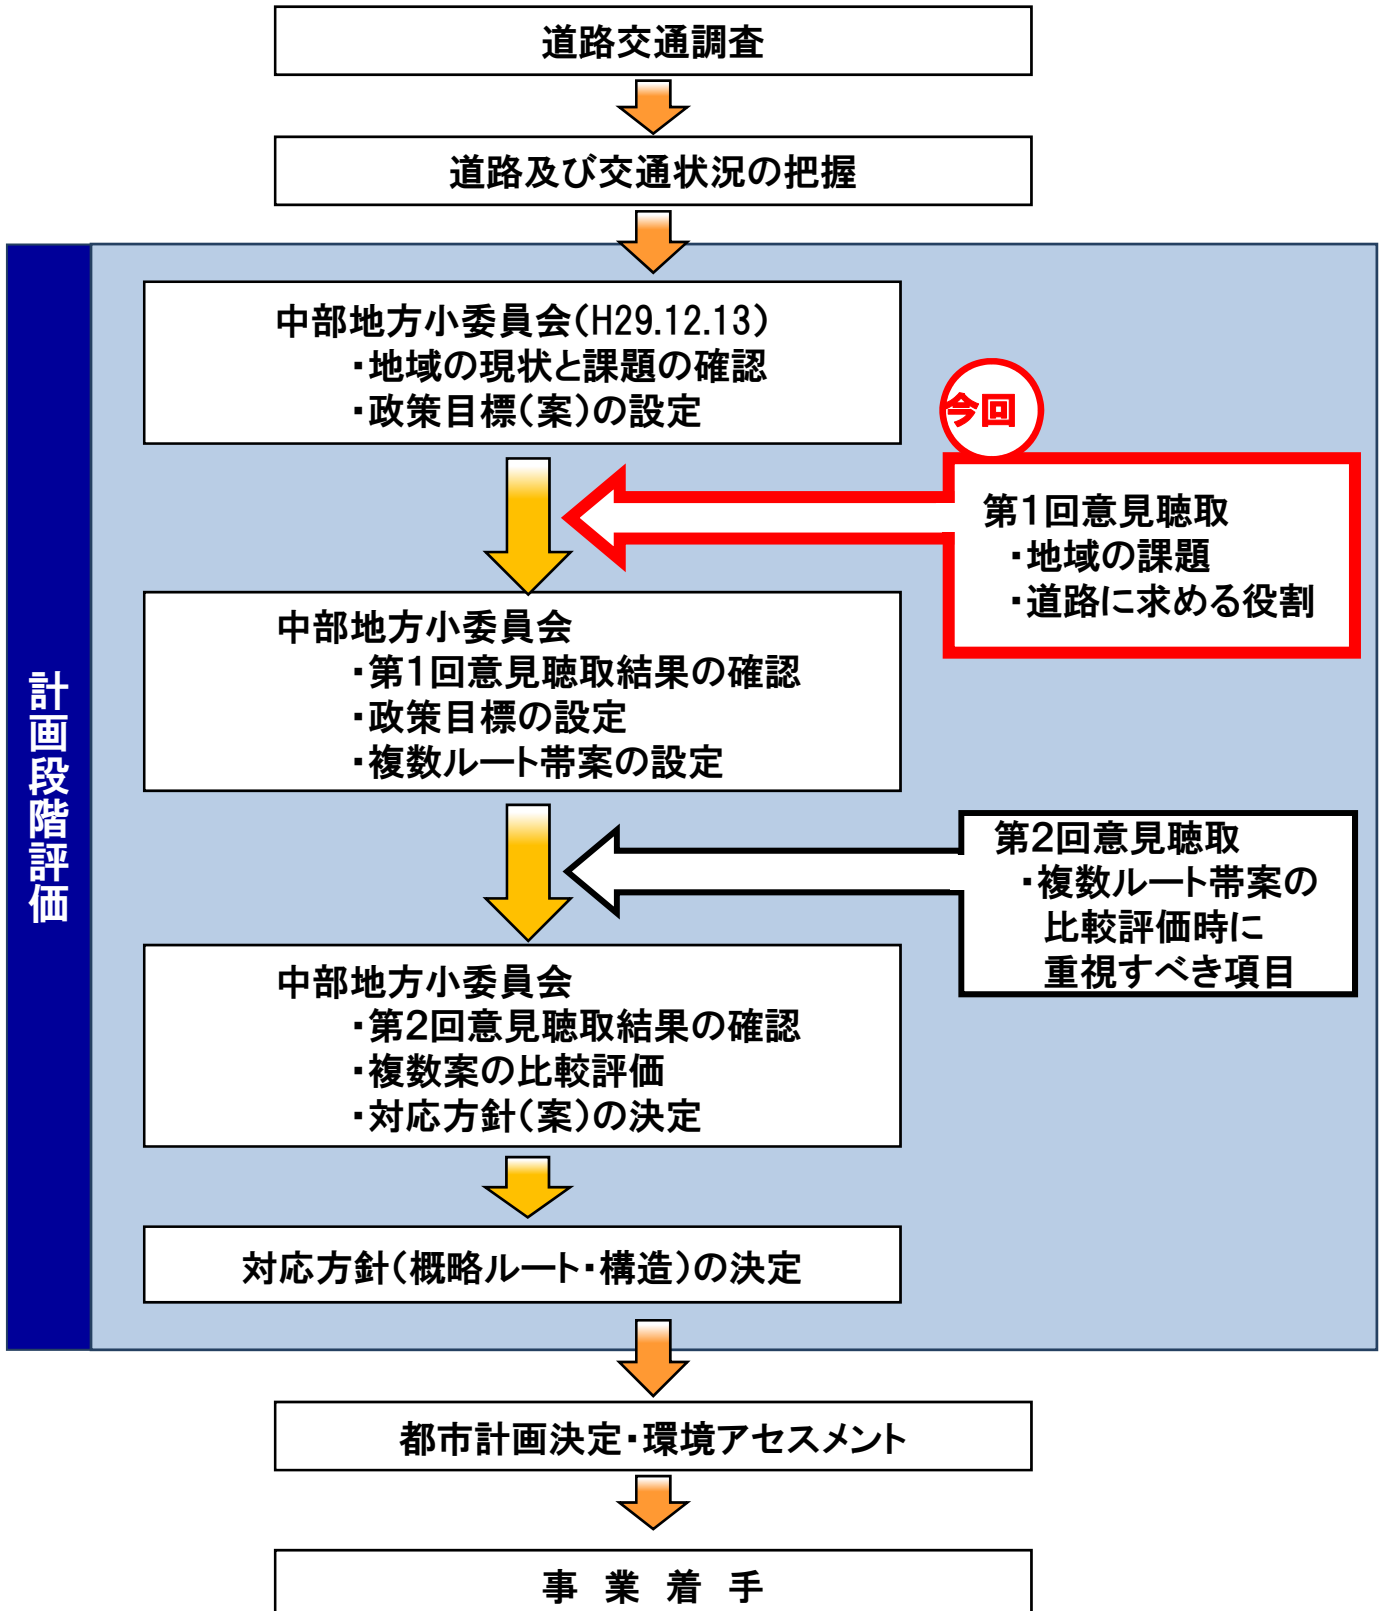 道路交通調査
道路及び交通状況の把握
計画段階評価
中部地方小委員会(H29.12.13)
・地域の現状と課題の確認
・政策目標(案)の設定
今回
第1回意見聴取
・地域の課題
・道路に求める役割
中部地方小委員会
・第1回意見聴取結果の確認
・政策目標の設定
・複数ルート帯案の設定
第2回意見聴取
・複数ルート帯案の
比較評価時に
重視すべき項目
中部地方小委員会
・第2回意見聴取結果の確認
・複数案の比較評価
・対応方針(案)の決定
対応方針(概略ルート・構造)の決定
都市計画決定・環境アセスメント
事 業 着 手